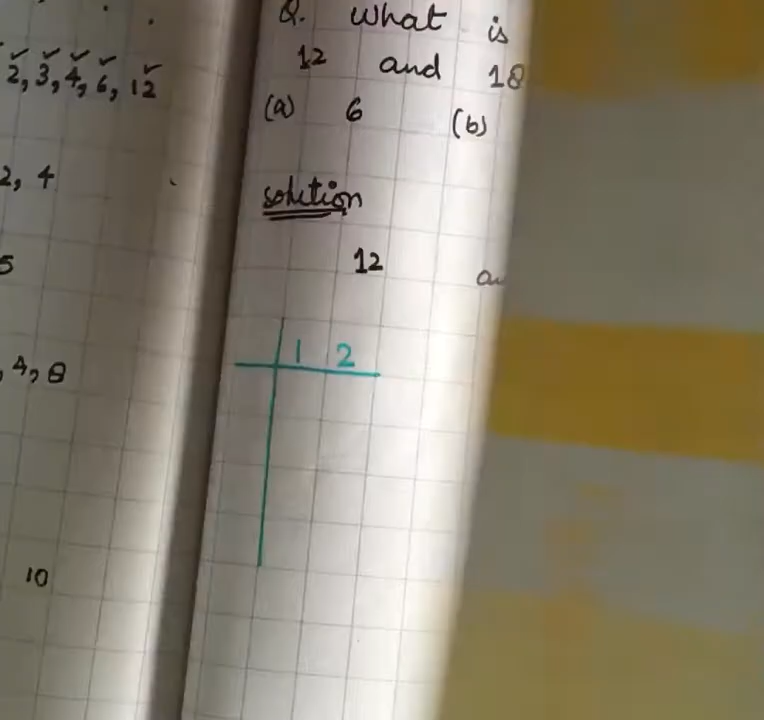 2, 3, 4, 6, 12
2, 4
5
, 4, 8
10
Q. What is
12 and 18
(a) 6 (b)
solution
12
1 2